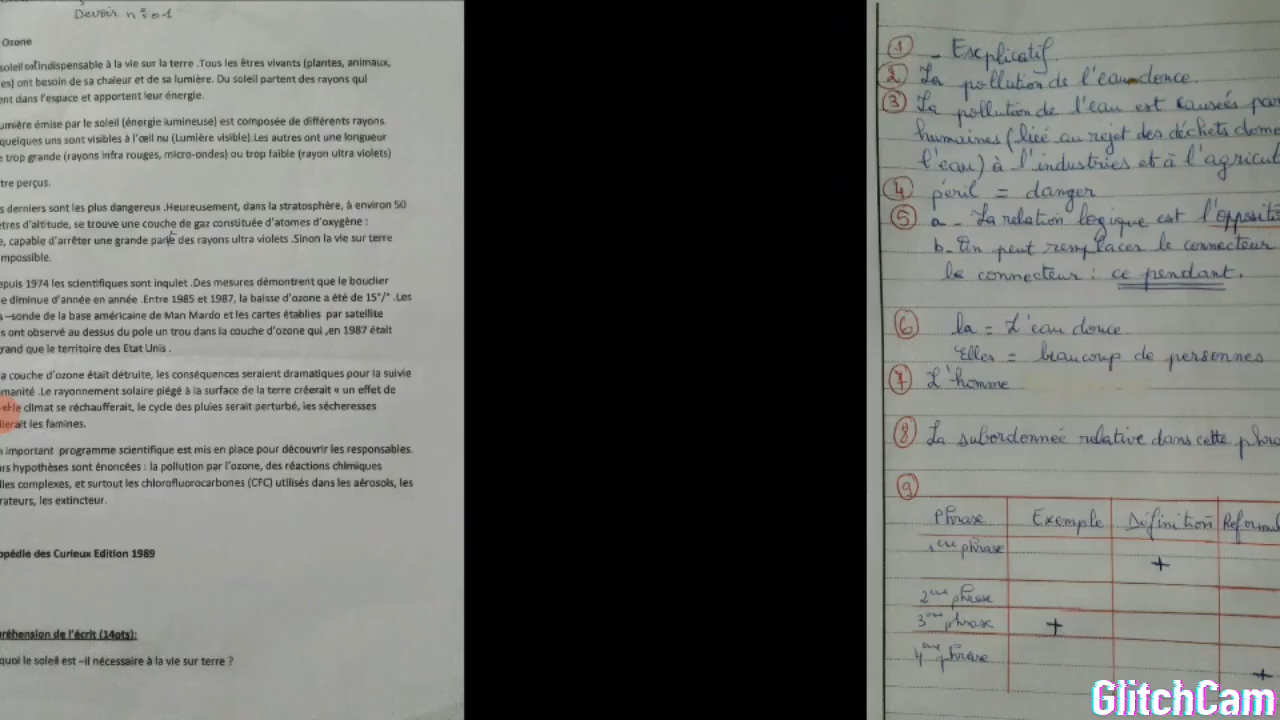 Devoir n°01
Ozone
soleil est indispensable à la vie sur la terre .Tous les êtres vivants (plantes, animaux,
es) ont besoin de sa chaleur et de sa lumière. Du soleil partent des rayons qui
ent dans l'espace et apportent leur énergie.
umière émise par le soleil (énergie lumineuse) est composée de différents rayons.
quelques uns sont visibles à l'œil nu (Lumière visible).Les autres ont une longueur
e trop grande (rayons infra rouges, micro-ondes) ou trop faible (rayon ultra violets)
tre perçus.
s derniers sont les plus dangereux .Heureusement, dans la stratosphère, à environ 50
ètres d'altitude, se trouve une couche de gaz constituée d'atomes d'oxygène :
e, capable d'arrêter une grande partie des rayons ultra violets .Sinon la vie sur terre
mpossible.
epuis 1974 les scientifiques sont inquiet .Des mesures démontrent que le bouclier
e diminue d'année en année .Entre 1985 et 1987, la baisse d'ozone a été de 15°/° .Les
s –sonde de la base américaine de Man Mardo et les cartes établies par satellite
s ont observé au dessus du pole un trou dans la couche d'ozone qui ,en 1987 était
grand que le territoire des Etat Unis .
a couche d'ozone était détruite, les conséquences seraient dramatiques pour la suivie
manité .Le rayonnement solaire piégé à la surface de la terre créerait « un effet de
et le climat se réchaufferait, le cycle des pluies serait perturbé, les sécheresses
lierait les famines.
n important programme scientifique est mis en place pour découvrir les responsables.
urs hypothèses sont énoncées : la pollution par l'ozone, des réactions chimiques
lles complexes, et surtout les chlorofluorocarbones (CFC) utilisés dans les aérosols, les
rateurs, les extincteur.
opédie des Curieux Edition 1989
réhension de l'écrit (14pts):
quoi le soleil est –il nécessaire à la vie sur terre ?
1 - Explicatif.
2 La pollution de l'eau douce.
3 La pollution de l'eau est causées par
humaines (liée au rejet des déchets dome
l'eau) à l'industries et à l'agricult
4 péril = danger
5 a - La relation logique est l'oppositi
b. On peut remplacer le connecteur
le connecteur : ce pendant.
6 la = L'eau douce.
Elles = beaucoup de personnes
7 L'homme
8 La subordonnée relative dans cette phra
9
Phrase Exemple Définition Reformul
1ere phrase +
2eme phrase
3eme phrase +
4eme phrase +
GlitchCam